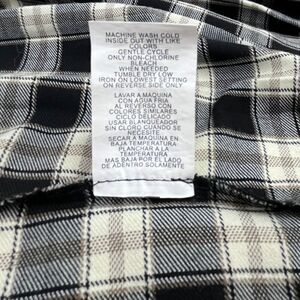 MACHINE WASH COLD
INSIDE OUT WITH LIKE
COLORS
GENTLE CYCLE
ONLY NON-CHLORINE
BLEACH
WHEN NEEDED
TUMBLE DRY LOW
IRON ON LOWEST SETTING
ON REVERSE SIDE ONLY
LAVAR A MAQUINA
CON AGUA FRIA
AL REVERSO CON
COLORES SIMILARES
CICLO DELICADO
USAR BLANQUEADOR
SIN CLORO CUANDO SE
NECESITE
SECAR A MAQUINA EN
BAJA TEMPERATURA
PLANCHAR A LA
TEMPERATURA
MAS BAJA POR EL LADO
DE ADENTRO SOLAMENTE